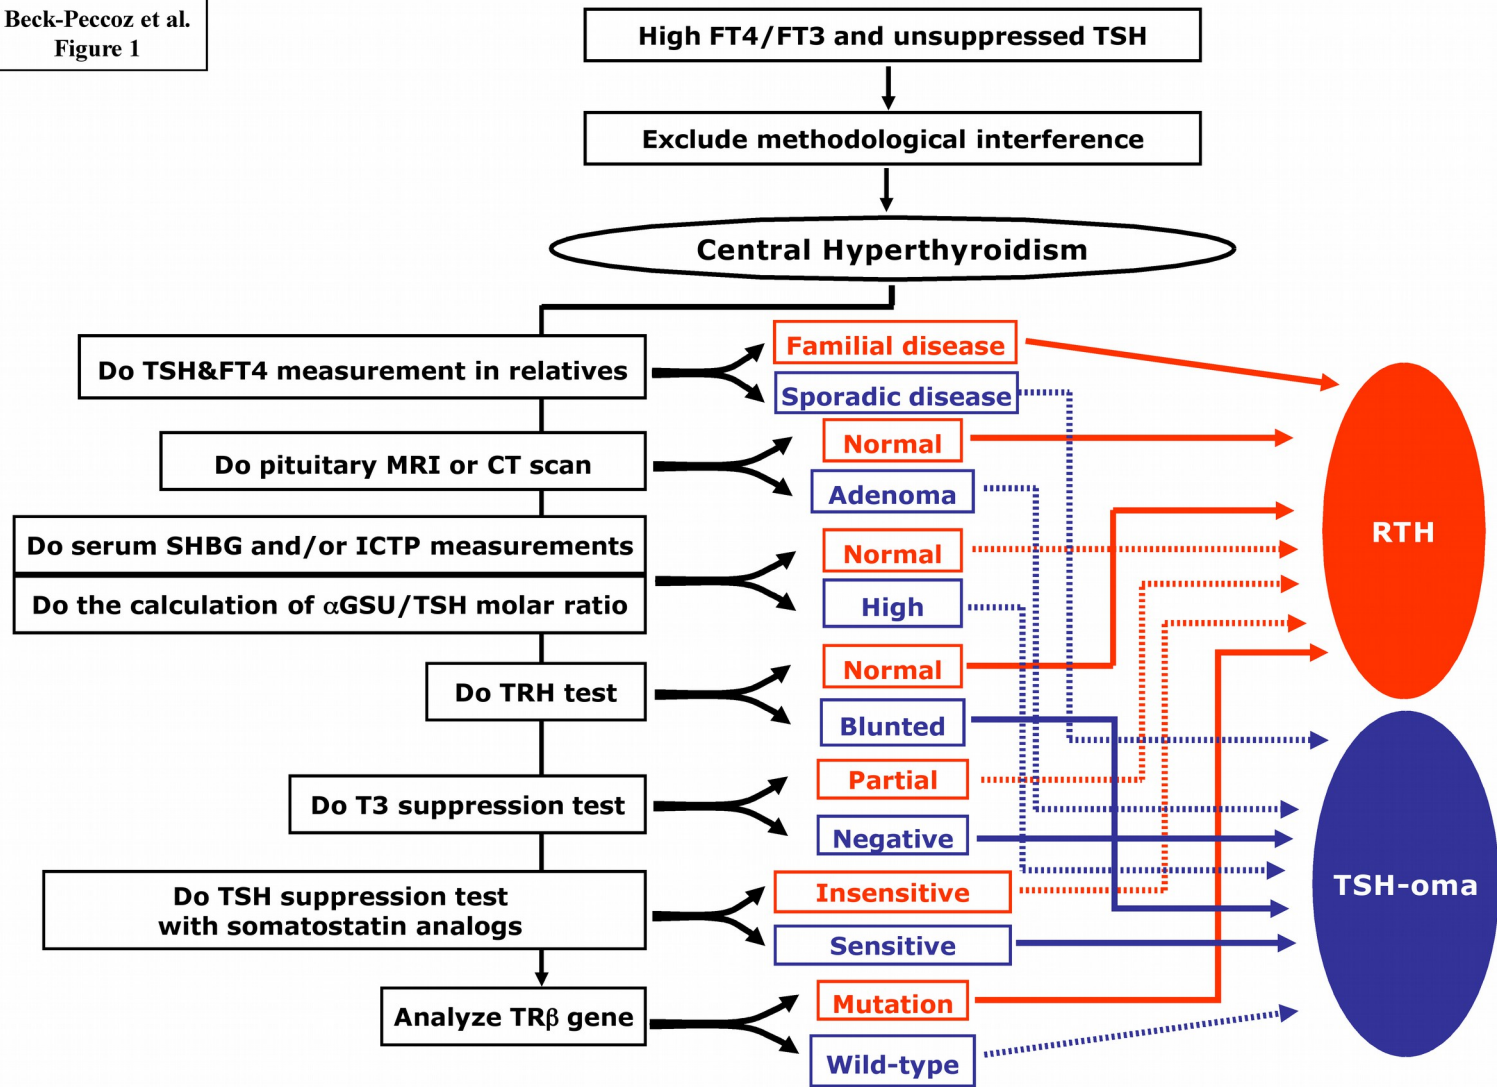 Beck-Peccoz et al.
Figure 1
High FT4/FT3 and unsuppressed TSH
Exclude methodological interference
Central Hyperthyroidism
Do TSH&FT4 measurement in relatives
Familial disease
Sporadic disease
Do pituitary MRI or CT scan
Normal
Adenoma
Do serum SHBG and/or ICTP measurements
Do the calculation of αGSU/TSH molar ratio
Normal
High
Do TRH test
Normal
Blunted
Do T3 suppression test
Partial
Negative
Do TSH suppression test
with somatostatin analogs
Insensitive
Sensitive
Analyze TRβ gene
Mutation
Wild-type
RTH
TSH-oma